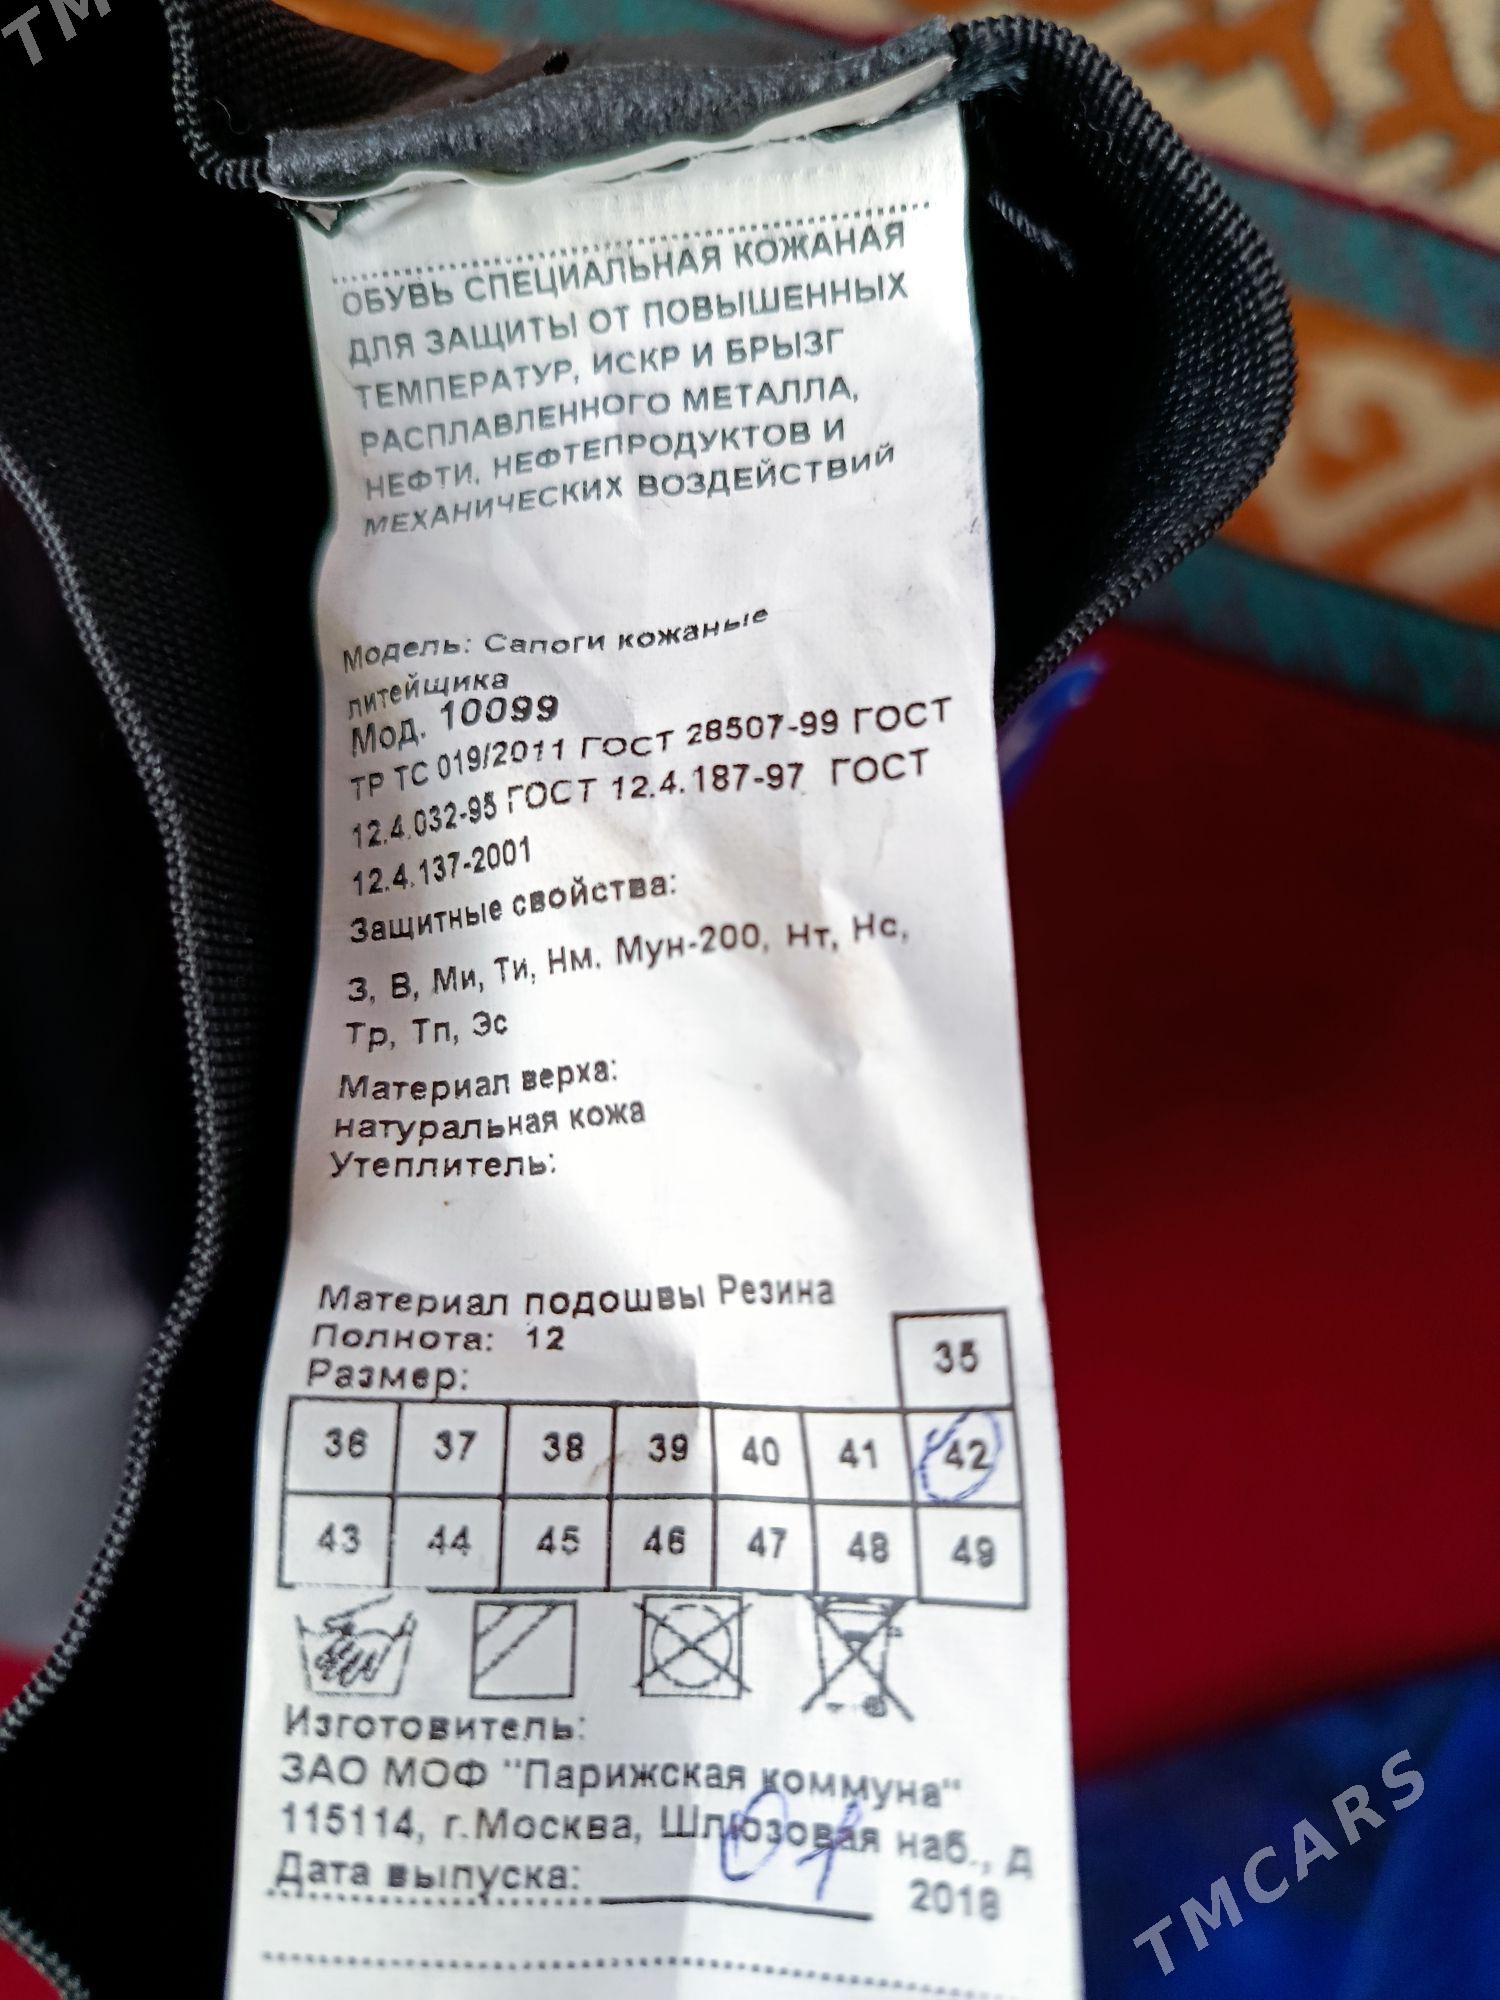 TM
ОБУВЬ СПЕЦИАЛЬНАЯ КОЖАНАЯ
ДЛЯ ЗАЩИТЫ ОТ ПОВЫШЕННЫХ
ТЕМПЕРАТУР, ИСКР И БРЫЗГ
РАСПЛАВЛЕННОГО МЕТАЛЛА,
НЕФТИ, НЕФТЕПРОДУКТОВ И
МЕХАНИЧЕСКИХ ВОЗДЕЙСТВИЙ
Модель: Сапоги кожаные
литейщика
Мод. 10099
ТР ТС 019/2011 ГОСТ 28507-99 ГОСТ
12.4.032-95 ГОСТ 12.4.187-97 ГОСТ
12.4.137-2001
Защитные свойства:
З, В, Ми, Ти, Нм. Мун-200, Нт, Нс,
Тр, Тп, Эс
Материал верха:
натуральная кожа
Утеплитель:
Материал подошвы Резина
Полнота: 12
Размер:
35
36 37 38 39 40 41 42
43 44 45 46 47 48 49
Изготовитель:
ЗАО МОФ "Парижская коммуна"
115114, г.Москва, Шлюзовая наб., д
01
Дата выпуска: 2018
TMCARS